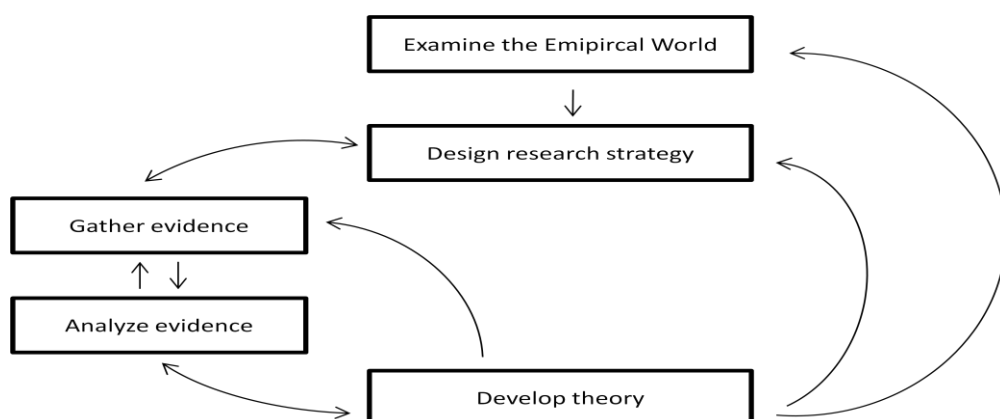 Examine the Emipircal World
Design research strategy
Gather evidence
Analyze evidence
Develop theory